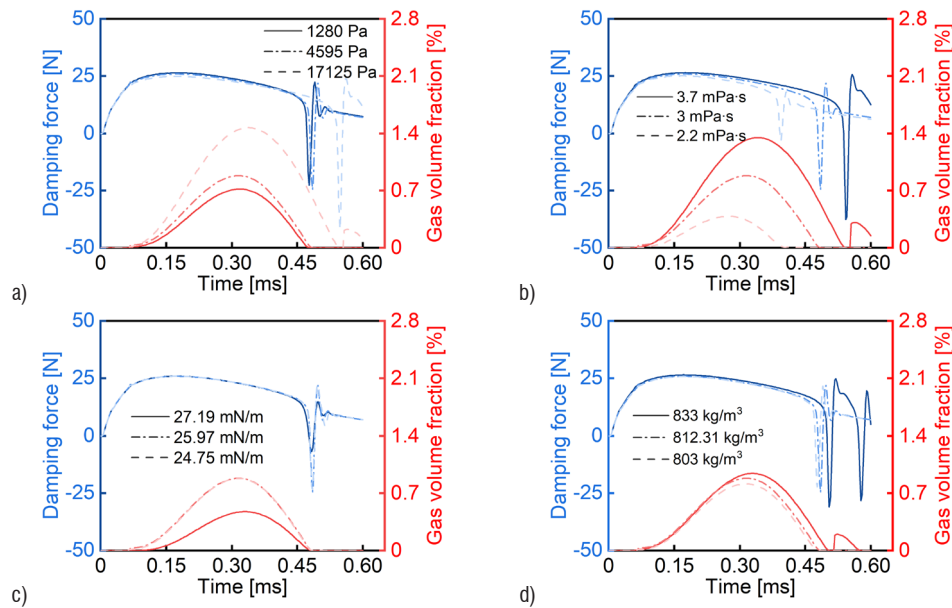 50
25
0
-25
-50
Damping force [N]
2.8
2.1
1.4
0.7
0
Gas volume fraction [%]
1280 Pa
4595 Pa
17125 Pa
0 0.15 0.30 0.45 0.60
Time [ms]
a)
50
25
0
-25
-50
Damping force [N]
2.8
2.1
1.4
0.7
0
Gas volume fraction [%]
3.7 mPa·s
3 mPa·s
2.2 mPa·s
0 0.15 0.30 0.45 0.60
Time [ms]
b)
50
25
0
-25
-50
Damping force [N]
2.8
2.1
1.4
0.7
0
Gas volume fraction [%]
27.19 mN/m
25.97 mN/m
24.75 mN/m
0 0.15 0.30 0.45 0.60
Time [ms]
c)
50
25
0
-25
-50
Damping force [N]
2.8
2.1
1.4
0.7
0
Gas volume fraction [%]
833 kg/m³
812.31 kg/m³
803 kg/m³
0 0.15 0.30 0.45 0.60
Time [ms]
d)